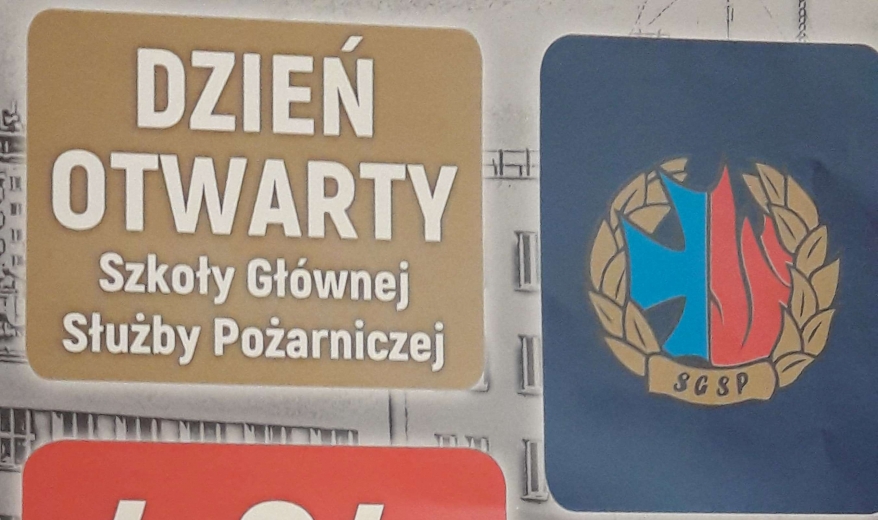 DZIEŃ
OTWARTY
Szkoły Głównej
Służby Pożarniczej
SGSP